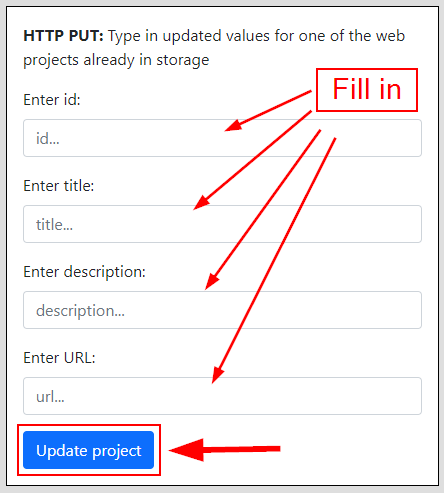 HTTP PUT: Type in updated values for one of the web
projects already in storage
Fill in
Enter id:
id...
Enter title:
title...
Enter description:
description...
Enter URL:
url...
Update project